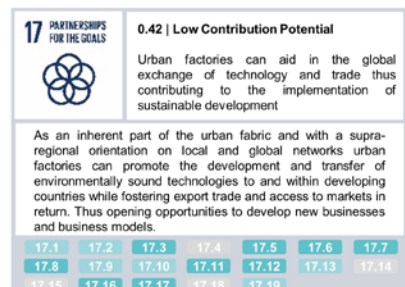 17 PARTNERSHIPS
FOR THE GOALS
0.42 | Low Contribution Potential
Urban factories can aid in the global
exchange of technology and trade thus
contributing to the implementation of
sustainable development
As an inherent part of the urban fabric and with a supra-
regional orientation on local and global networks urban
factories can promote the development and transfer of
environmentally sound technologies to and within developing
countries while fostering export trade and access to markets in
return. Thus opening opportunities to develop new businesses
and business models.
17.1 17.2 17.3 17.4 17.5 17.6 17.7
17.8 17.9 17.10 17.11 17.12 17.13 17.14
17.15 17.16 17.17 17.18 17.19